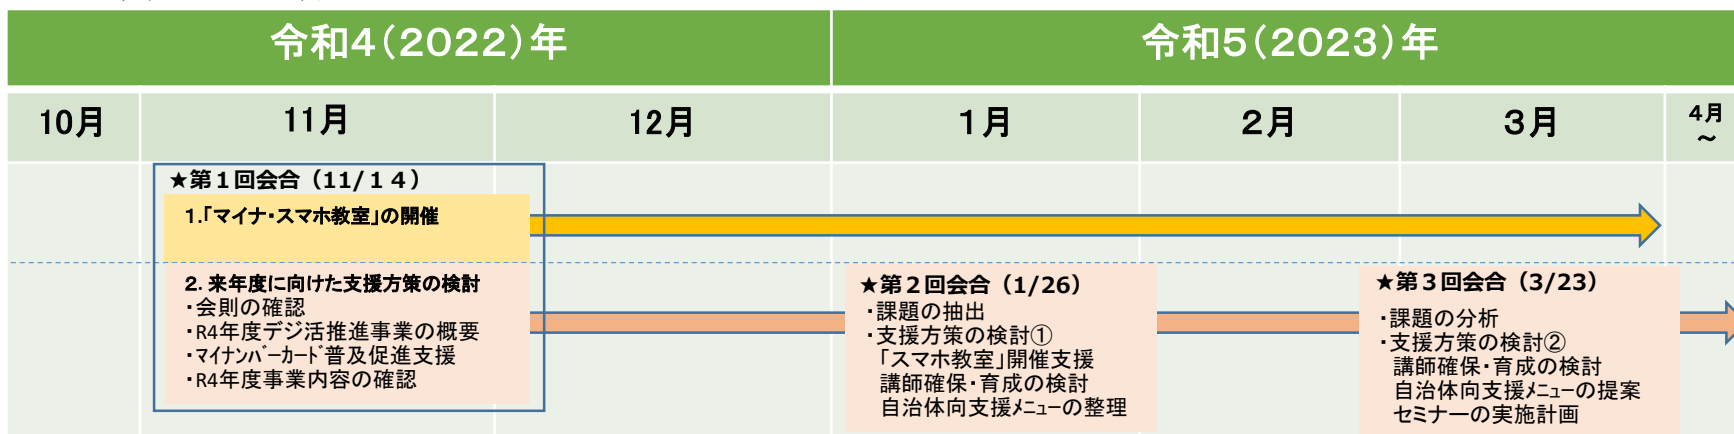 令和4（2022）年
令和5（2023）年
10月
11月
12月
1月
2月
3月
4月
～
★第１回会合（11/１４）
1.「マイナ・スマホ教室」の開催
2. 来年度に向けた支援方策の検討
・会則の確認
・R4年度デジ活推進事業の概要
・マイナンバーカード普及促進支援
・R4年度事業内容の確認
★第２回会合（1/26）
・課題の抽出
・支援方策の検討①
「スマホ教室」開催支援
講師確保・育成の検討
自治体向支援メニューの整理
★第３回会合（3/23）
・課題の分析
・支援方策の検討②
講師確保・育成の検討
自治体向支援メニューの提案
セミナーの実施計画